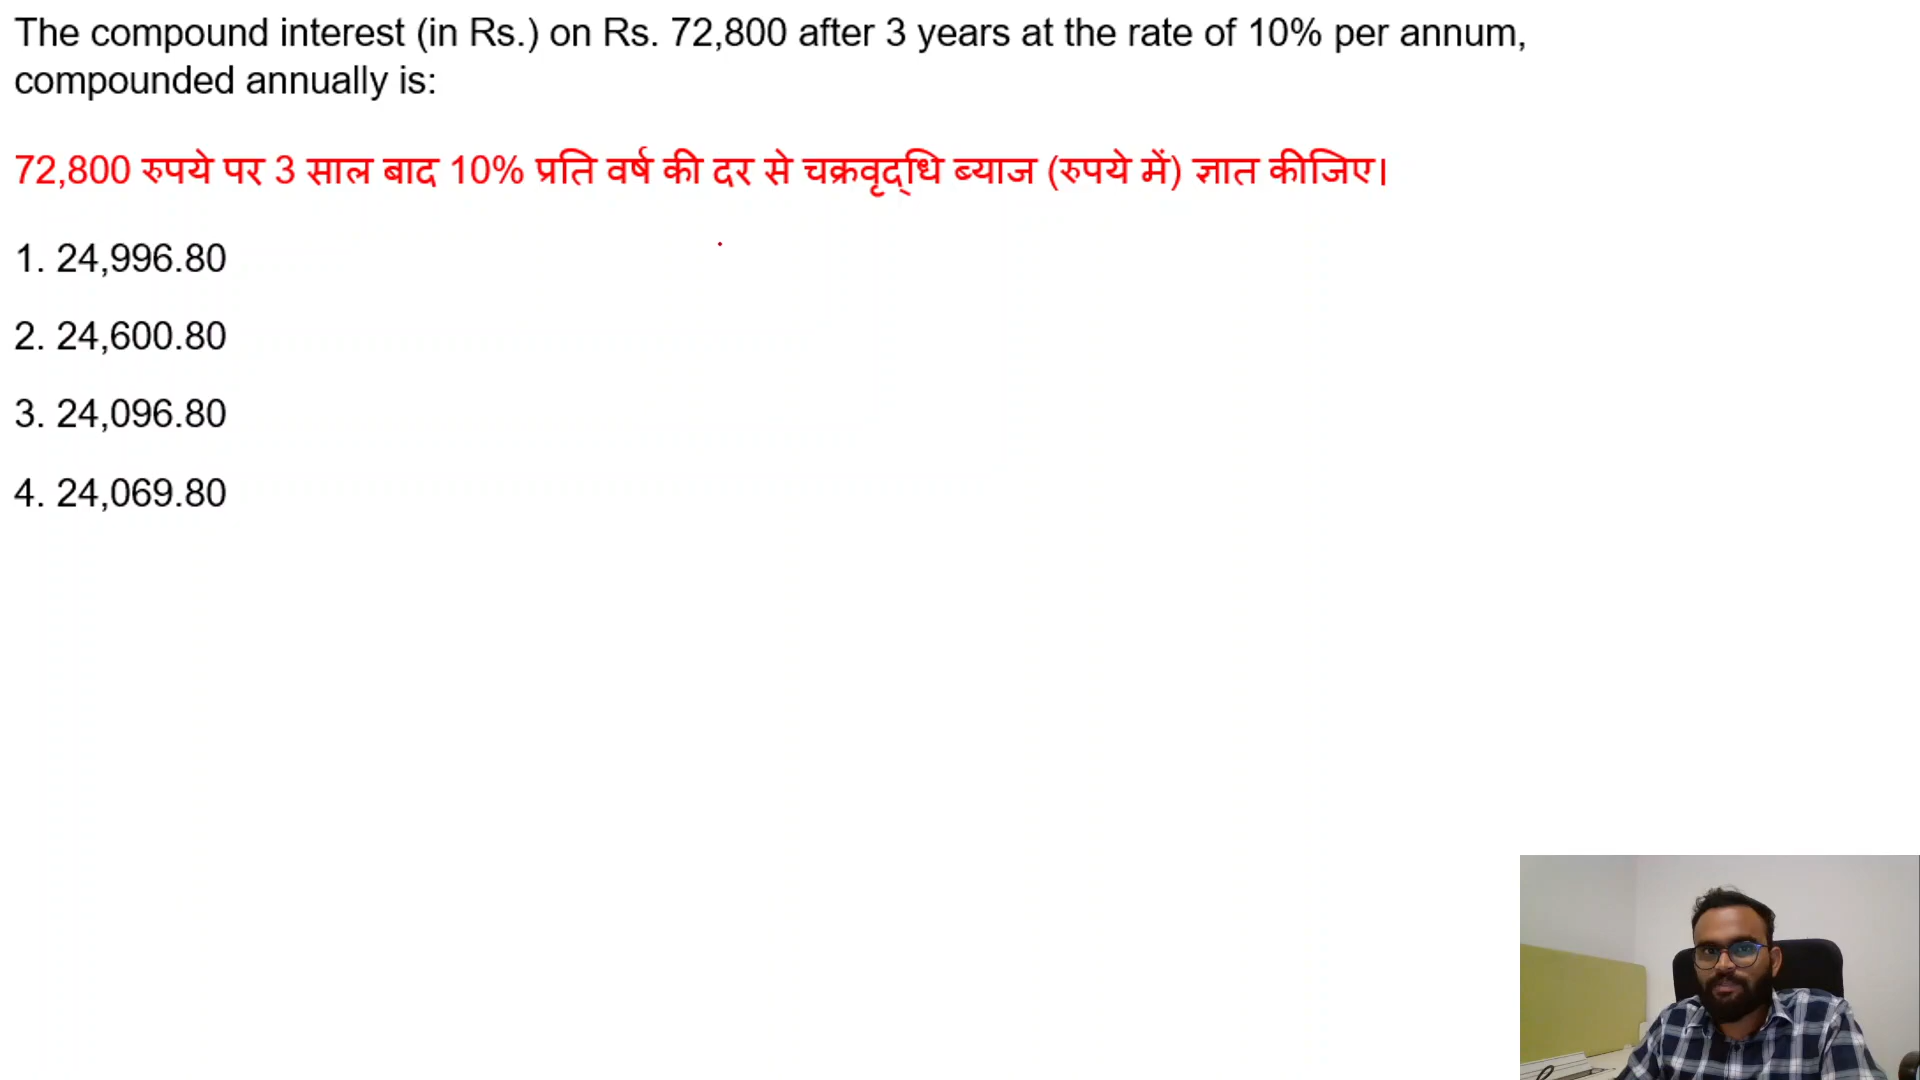 The compound interest (in Rs.) on Rs. 72,800 after 3 years at the rate of 10% per annum,
compounded annually is:
72,800 रुपये पर 3 साल बाद 10% प्रति वर्ष की दर से चक्रवृद्धि ब्याज (रुपये में) ज्ञात कीजिए।
1. 24,996.80
2. 24,600.80
3. 24,096.80
4. 24,069.80